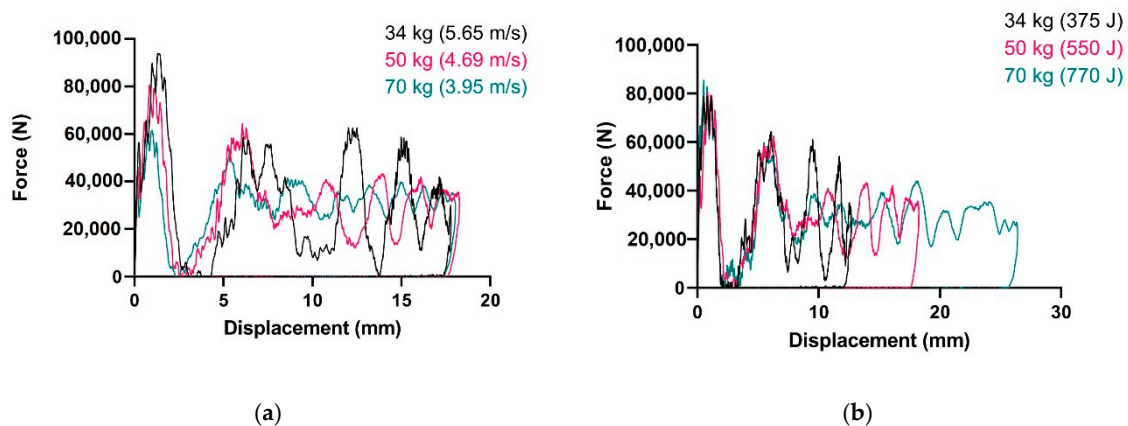 34 kg (5.65 m/s)
50 kg (4.69 m/s)
70 kg (3.95 m/s)
100,000
80,000
60,000
40,000
20,000
0
Force (N)
0 5 10 15 20
Displacement (mm)
(a)
34 kg (375 J)
50 kg (550 J)
70 kg (770 J)
100,000
80,000
60,000
40,000
20,000
0
Force (N)
0 10 20 30
Displacement (mm)
(b)